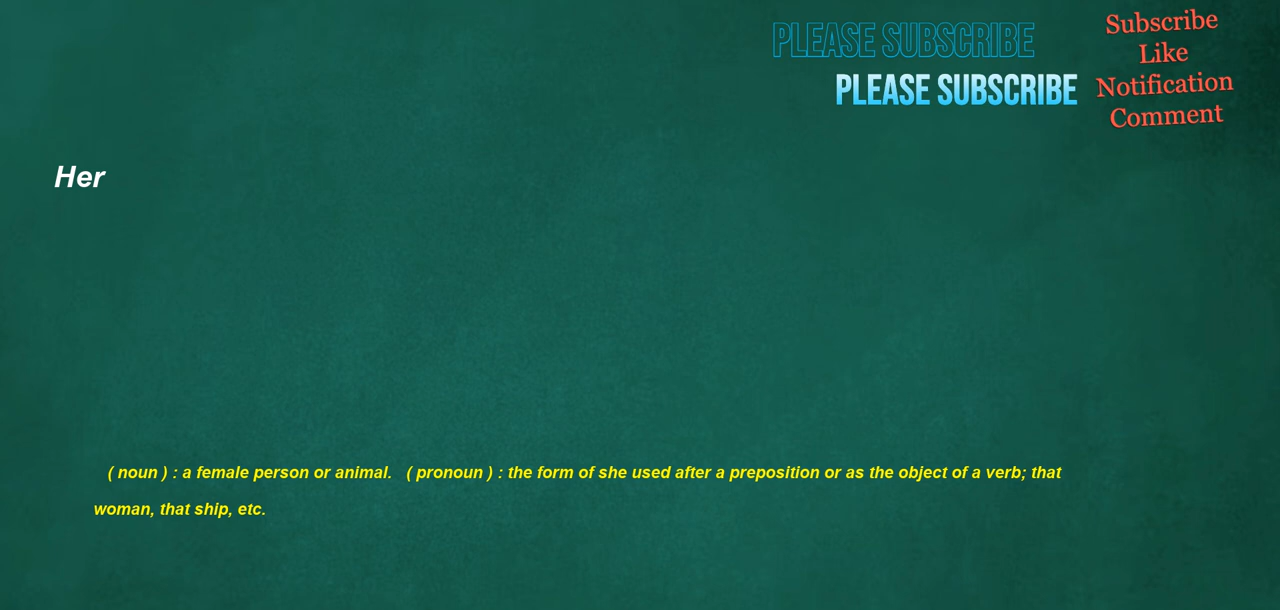 PLEASE SUBSCRIBE
PLEASE SUBSCRIBE
Subscribe
Like
Notification
Comment
Her
( noun ) : a female person or animal. ( pronoun ) : the form of she used after a preposition or as the object of a verb; that
woman, that ship, etc.